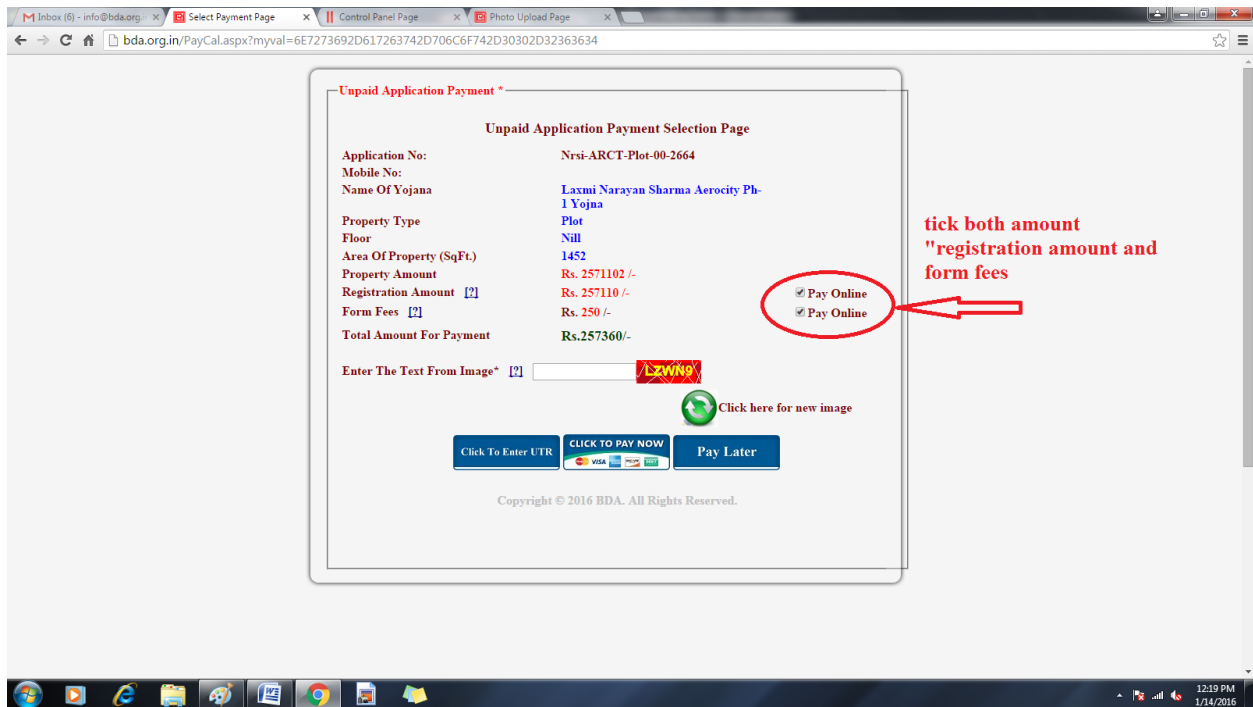 Inbox (6) - info@bda.org.i
Select Payment Page
Control Panel Page
Photo Upload Page
bda.org.in/PayCal.aspx?myval=6E7273692D617263742D706C6F742D30302D32363634
Unpaid Application Payment *
Unpaid Application Payment Selection Page
Application No: Nrsi-ARCT-Plot-00-2664
Mobile No:
Name Of Yojana Laxmi Narayan Sharma Aerocity Ph-
1 Yojna
Property Type Plot
Floor Nill
Area Of Property (SqFt.) 1452
Property Amount Rs. 2571102 /-
Registration Amount [?] Rs. 257110 /- Pay Online
Form Fees [?] Rs. 250 /- Pay Online
Total Amount For Payment Rs.257360/-
tick both amount
"registration amount and
form fees
Enter The Text From Image* [?] LZWN9
Click here for new image
Click To Enter UTR CLICK TO PAY NOW Pay Later
VISA
Copyright © 2016 BDA. All Rights Reserved.
12:19 PM
1/14/2016